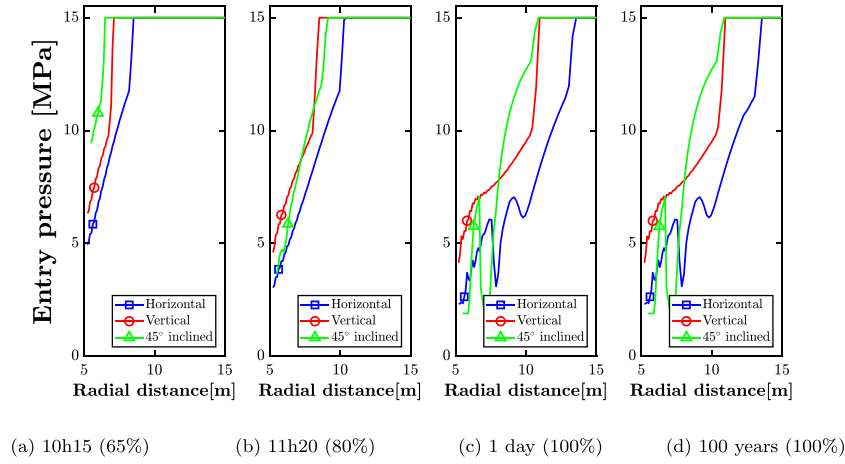 Entry pressure [MPa]
15
10
5
0
5
10
15
Horizontal
Vertical
45° inclined
Radial distance[m]
15
10
5
0
5
10
15
Horizontal
Vertical
45° inclined
Radial distance[m]
15
10
5
0
5
10
15
Horizontal
Vertical
45° inclined
Radial distance[m]
15
10
5
0
5
10
15
Horizontal
Vertical
45° inclined
Radial distance[m]
(a) 10h15 (65%)
(b) 11h20 (80%)
(c) 1 day (100%)
(d) 100 years (100%)